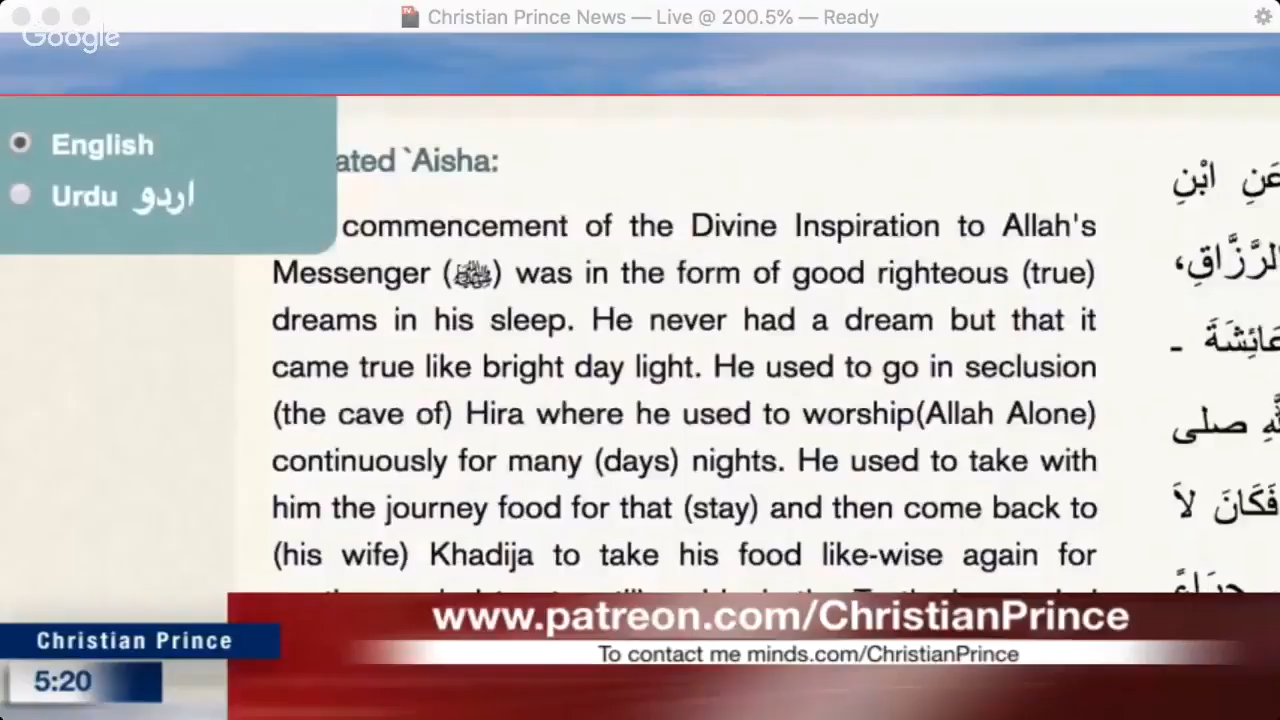 Christian Prince News — Live @ 200.5% — Ready
Google
English
Urdu اردو
ated `Aisha:
commencement of the Divine Inspiration to Allah's
Messenger (ﷺ) was in the form of good righteous (true)
dreams in his sleep. He never had a dream but that it
came true like bright day light. He used to go in seclusion
(the cave of) Hira where he used to worship(Allah Alone)
continuously for many (days) nights. He used to take with
him the journey food for that (stay) and then come back to
(his wife) Khadija to take his food like-wise again for
عَنِ ابْنِ
الرَّزَّاقِ،
عَائِشَةَ ـ
صلى
فَكَانَ لاَ
www.patreon.com/ChristianPrince
To contact me minds.com/ChristianPrince
Christian Prince
5:20